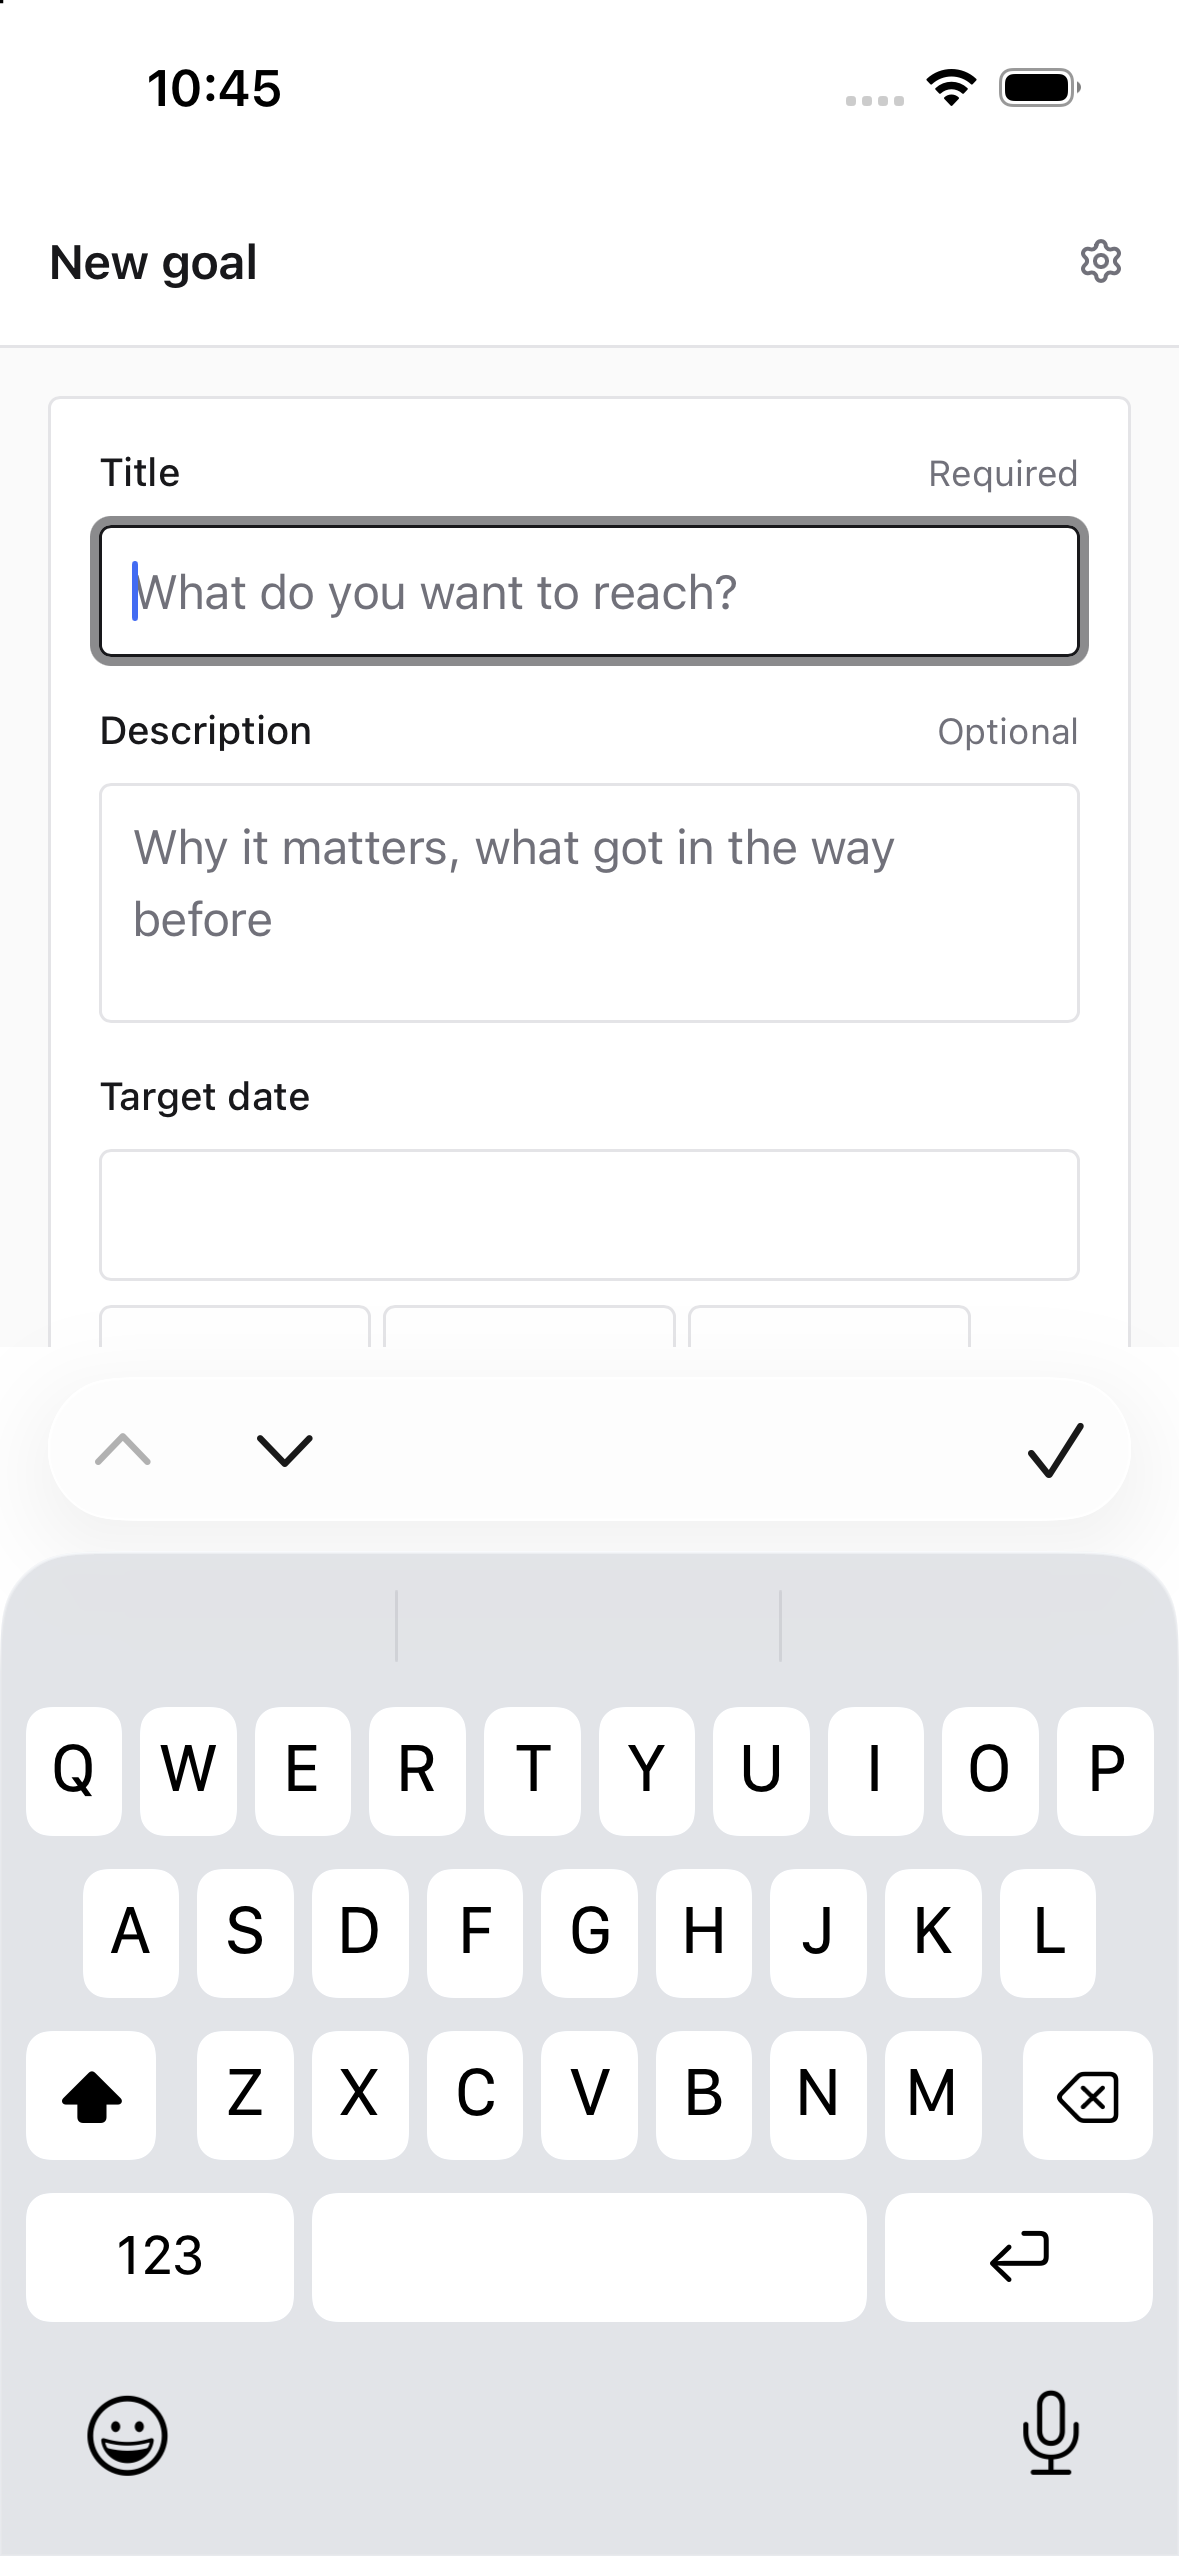 10:45
New goal
Title
Required
What do you want to reach?
Description
Optional
Why it matters, what got in the way
before
Target date
Q W E R T Y U I O P
A S D F G H J K L
Z X C V B N M
123